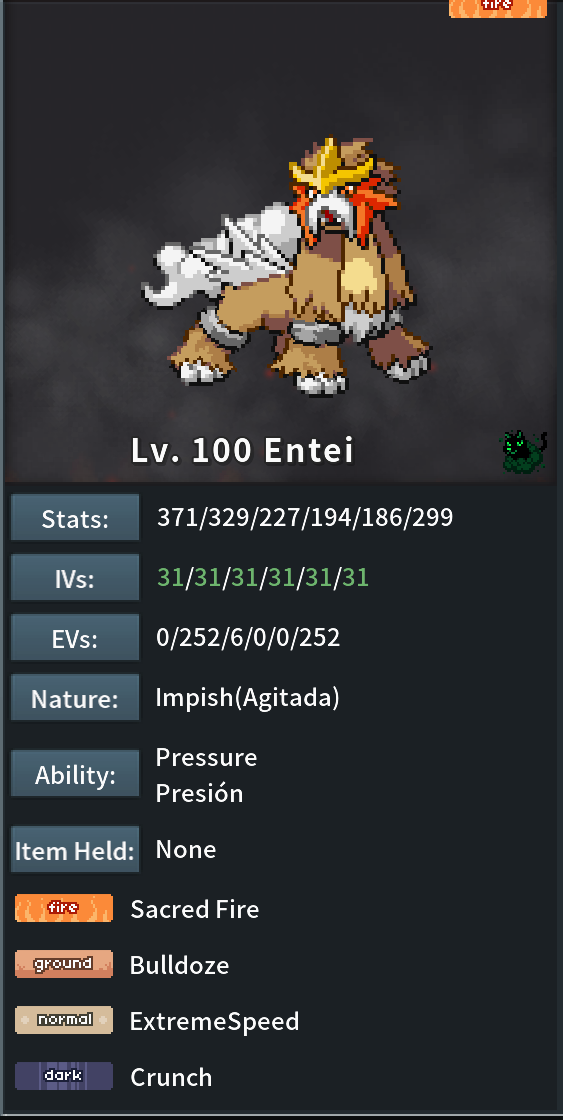 fire
Lv. 100 Entei
Stats: 371/329/227/194/186/299
IVs: 31/31/31/31/31/31
EVs: 0/252/6/0/0/252
Nature: Impish(Agitada)
Ability: Pressure
Presión
Item Held: None
fire Sacred Fire
ground Bulldoze
normal ExtremeSpeed
dark Crunch